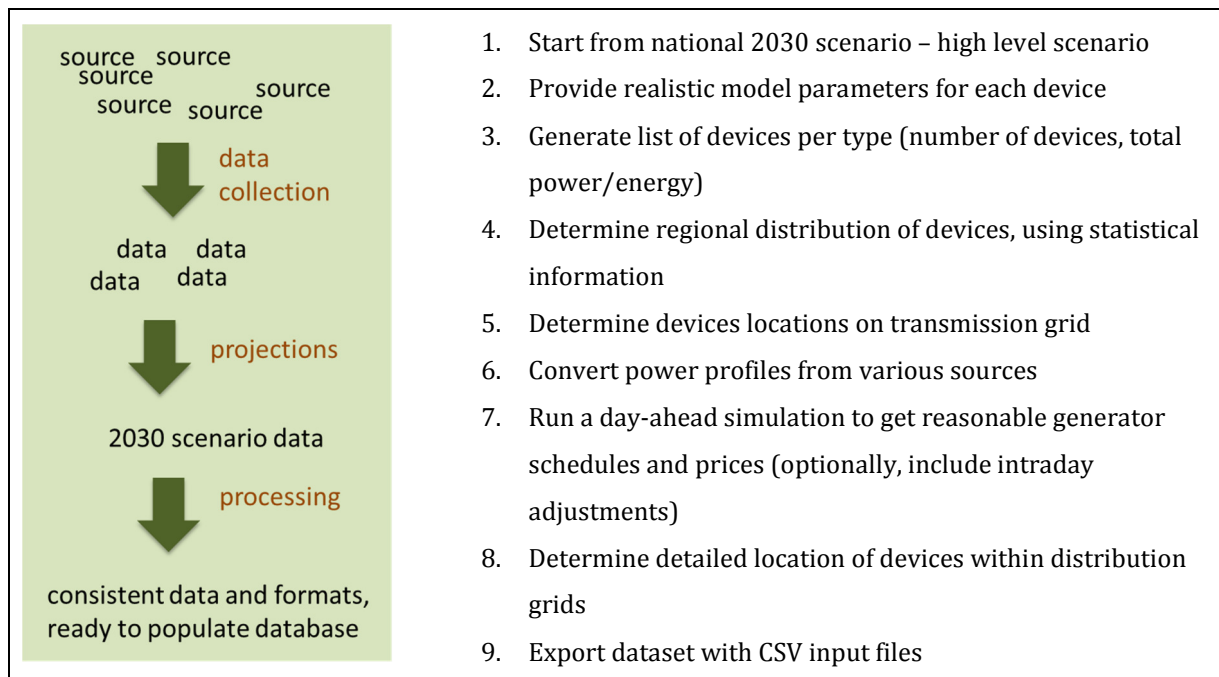 source source
source
source
source source
data
collection
data data
data data
projections
2030 scenario data
processing
consistent data and formats,
ready to populate database
1. Start from national 2030 scenario – high level scenario
2. Provide realistic model parameters for each device
3. Generate list of devices per type (number of devices, total
power/energy)
4. Determine regional distribution of devices, using statistical
information
5. Determine devices locations on transmission grid
6. Convert power profiles from various sources
7. Run a day-ahead simulation to get reasonable generator
schedules and prices (optionally, include intraday
adjustments)
8. Determine detailed location of devices within distribution
grids
9. Export dataset with CSV input files